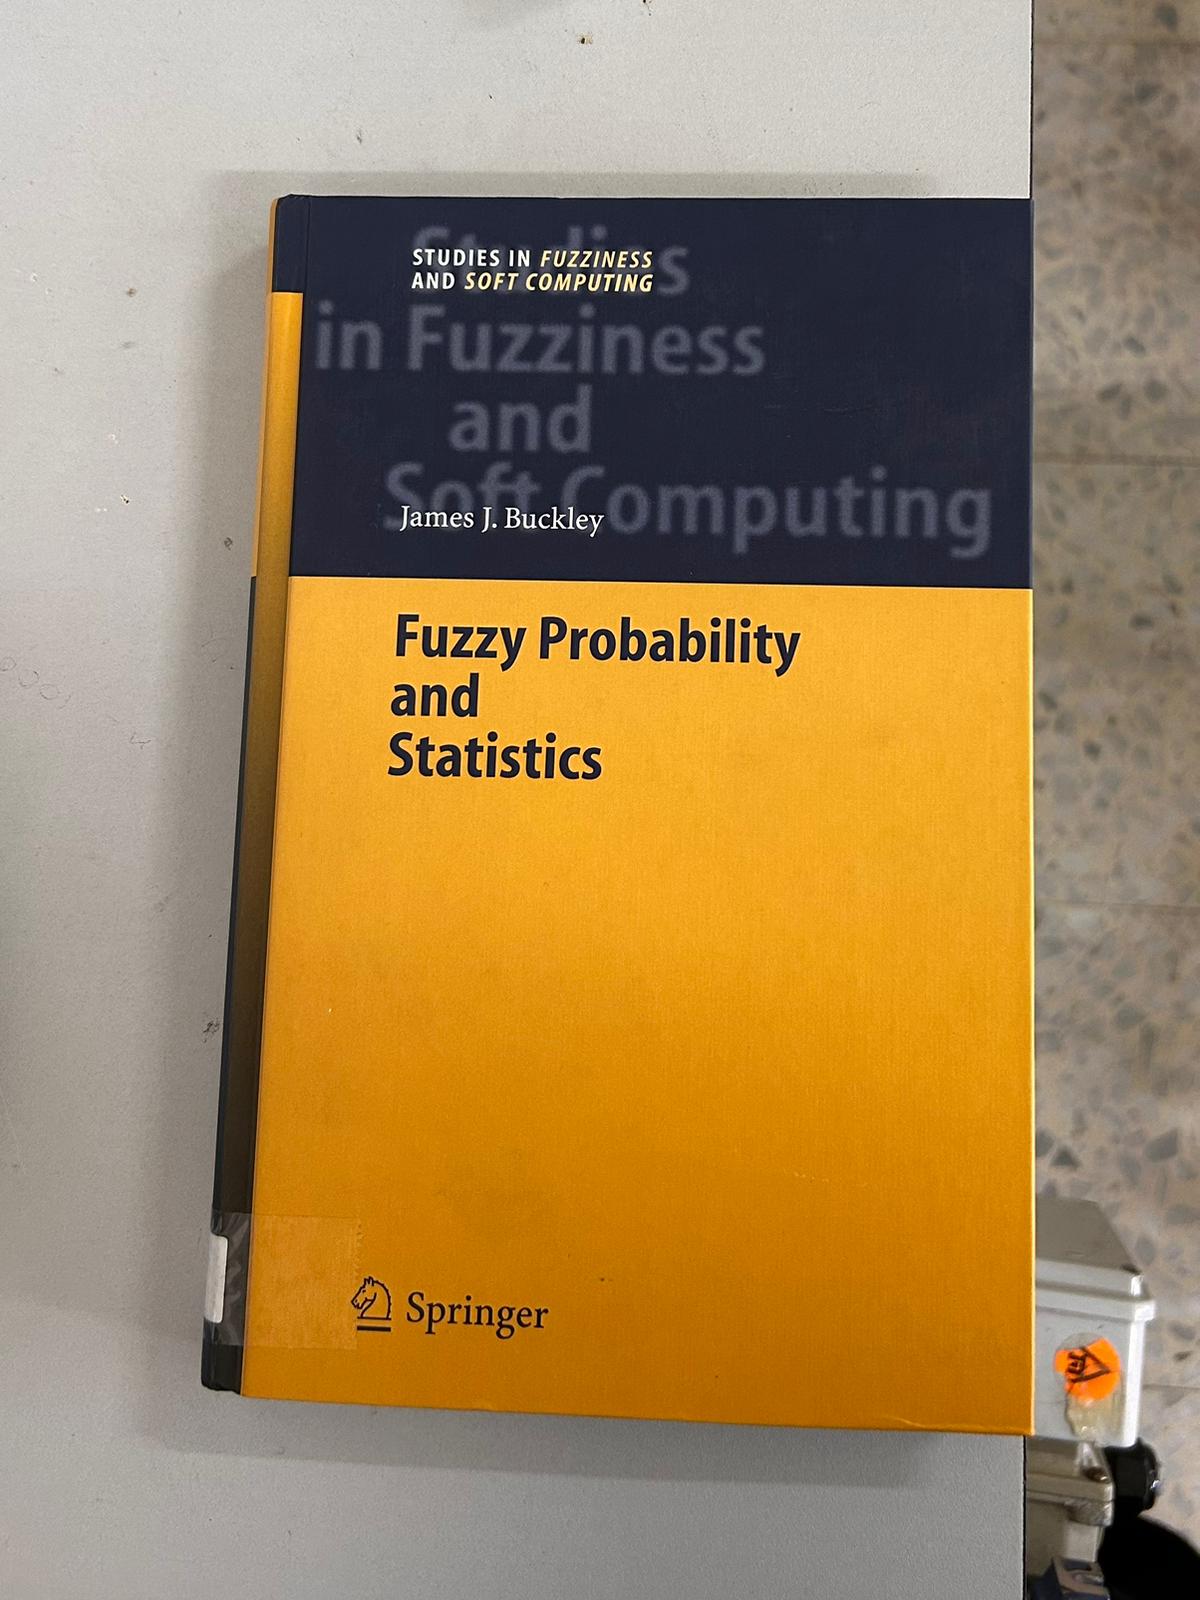 STUDIES IN FUZZINESS
AND SOFT COMPUTING
Studies
in Fuzziness
and
Soft Computing
James J. Buckley
Fuzzy Probability
and
Statistics
Springer